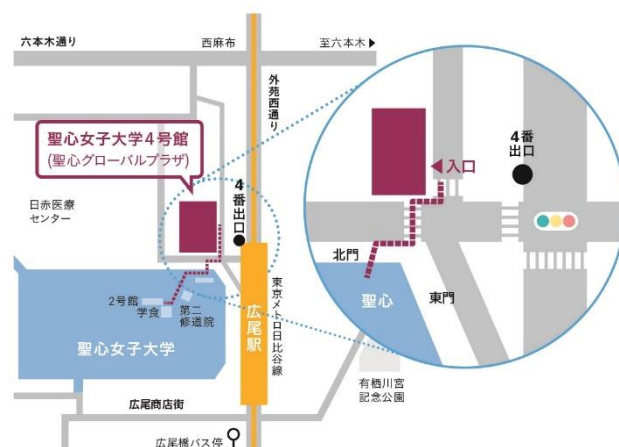 六本木通り
西麻布
至六本木▶
外苑西通り
聖心女子大学4号館
(聖心グローバルプラザ)
4番出口
日赤医療
センター
2号館
学食
第二
修道院
聖心女子大学
広尾駅
東京メトロ日比谷線
広尾商店街
広尾橋バス停
有栖川宮
記念公園
4番
出口
◀入口
北門
聖心
東門